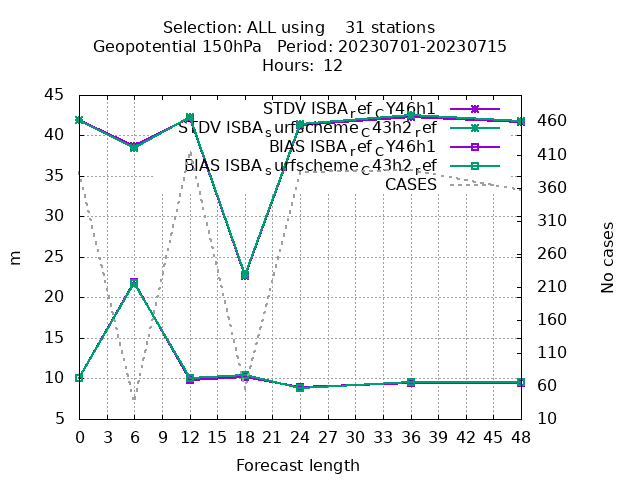 Selection: ALL using    31 stations
Geopotential 150hPa   Period: 20230701-20230715
Hours:  12
45
40
35
30
25
20
15
10
5
m
STDV ISBAref_CY46h1
STDV ISBA_surfscheme_C43h2_ref
BIAS ISBAref_CY46h1
BIAS ISBA_surfscheme_C43h2_ref
CASES
460
410
360
310
260
210
160
110
60
10
No cases
0 3 6 9 12 15 18 21 24 27 30 33 36 39 42 45 48
Forecast length